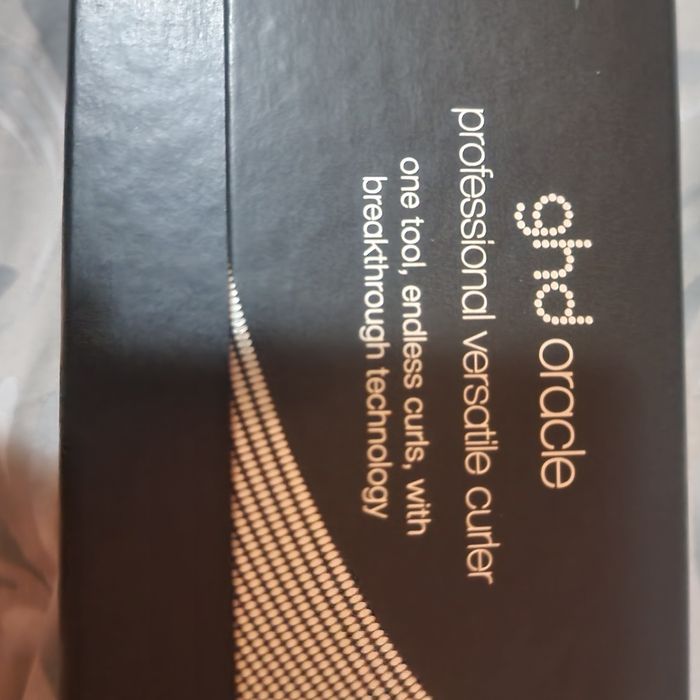 ghd oracle
professional versatile curler
one tool, endless curls, with
breakthrough technology